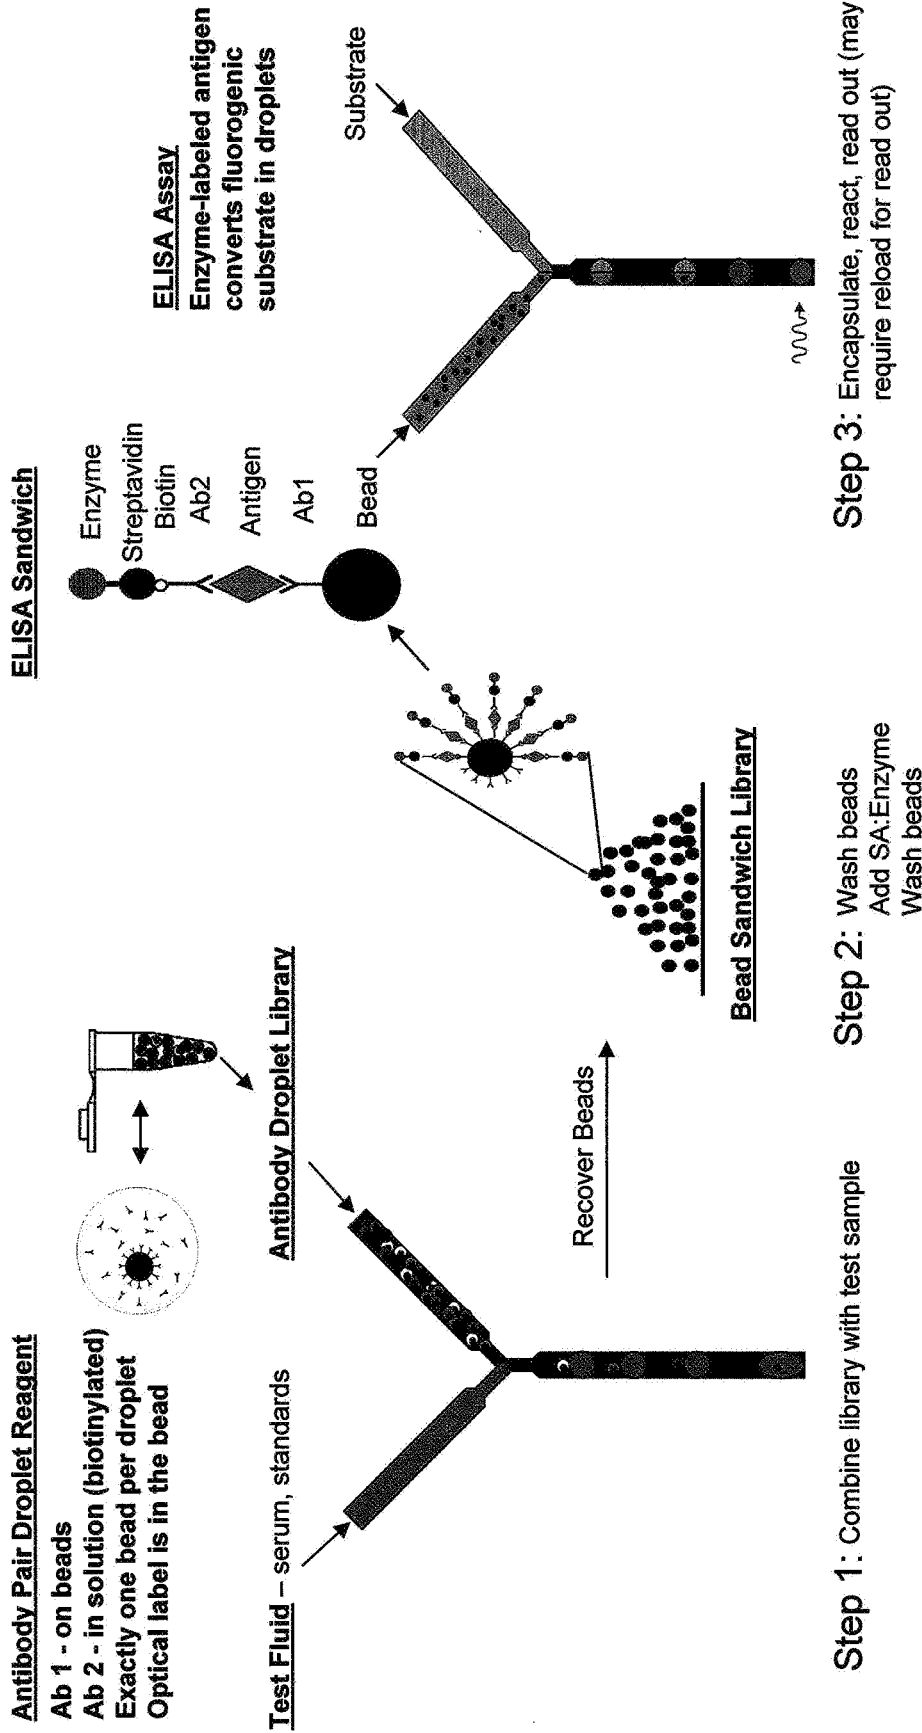 Antibody Pair Droplet Reagent
Ab 1 - on beads
Ab 2 - in solution (biotinylated)
Exactly one bead per droplet
Optical label is in the bead
Test Fluid – serum, standards
Antibody Droplet Library
Step 1: Combine library with test sample
Recover Beads
Bead Sandwich Library
Step 2: Wash beads
Add SA:Enzyme
Wash beads
ELISA Sandwich
Enzyme
Streptavidin
Biotin
Ab2
Antigen
Ab1
Bead
ELISA Assay
Enzyme-labeled antigen
converts fluorogenic
substrate in droplets
Substrate
Step 3: Encapsulate, react, read out (may
require reload for read out)